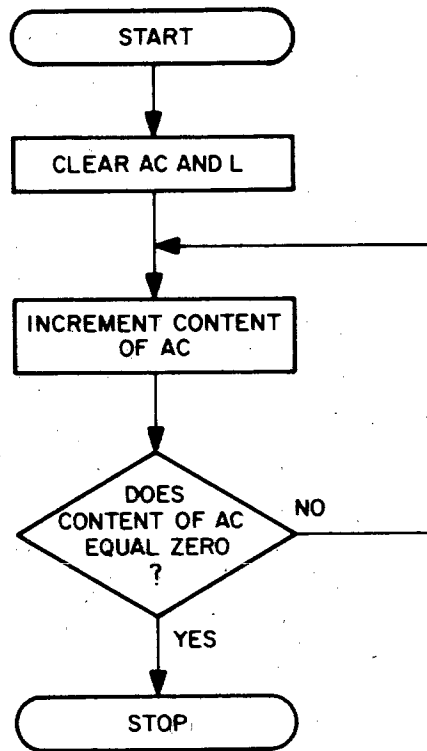 START
CLEAR AC AND L
INCREMENT CONTENT
OF AC
DOES
CONTENT OF AC
EQUAL ZERO
?
NO
YES
STOP